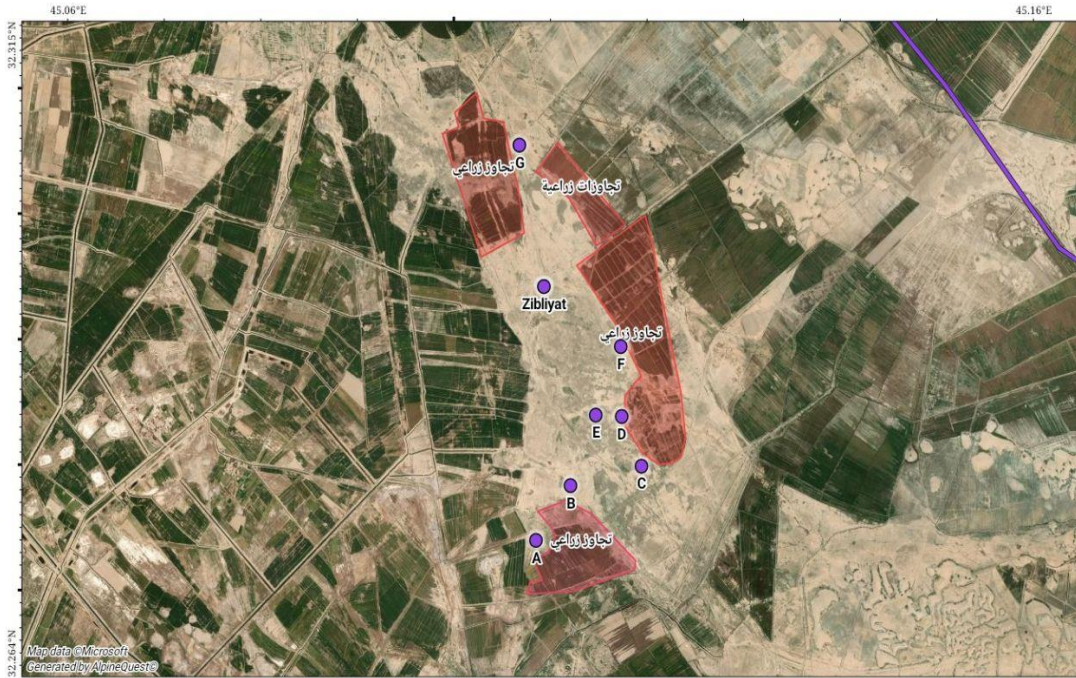 45.06°E
45.16°E
32.315°N
G
تجاوز زراعي
تجاوزات زراعية
Zibliyat
تجاوز زراعي
F
E
D
C
B
تجاوز زراعي
A
32.264°N
Map data ©Microsoft
Generated by AlpineQuest©